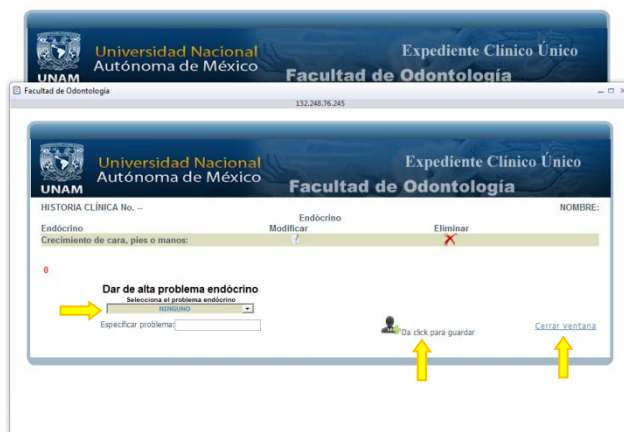 Universidad Nacional
Autónoma de México
Expediente Clínico Único
Facultad de Odontología
UNAM
Facultad de Odontología
132.248.76.245
Universidad Nacional
Autónoma de México
Expediente Clínico Único
Facultad de Odontología
UNAM
HISTORIA CLÍNICA No. --
NOMBRE:
Endócrino
Endócrino Modificar Eliminar
Crecimiento de cara, pies o manos:
0
Dar de alta problema endócrino
Selecciona el problema endócrino
NINGUNO
Especificar problema:
Da click para guardar
Cerrar ventana